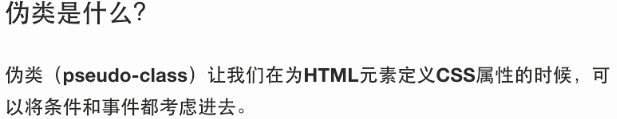 伪类是什么?
伪类（pseudo-class）让我们在为HTML元素定义CSS属性的时候，可
以将条件和事件都考虑进去。